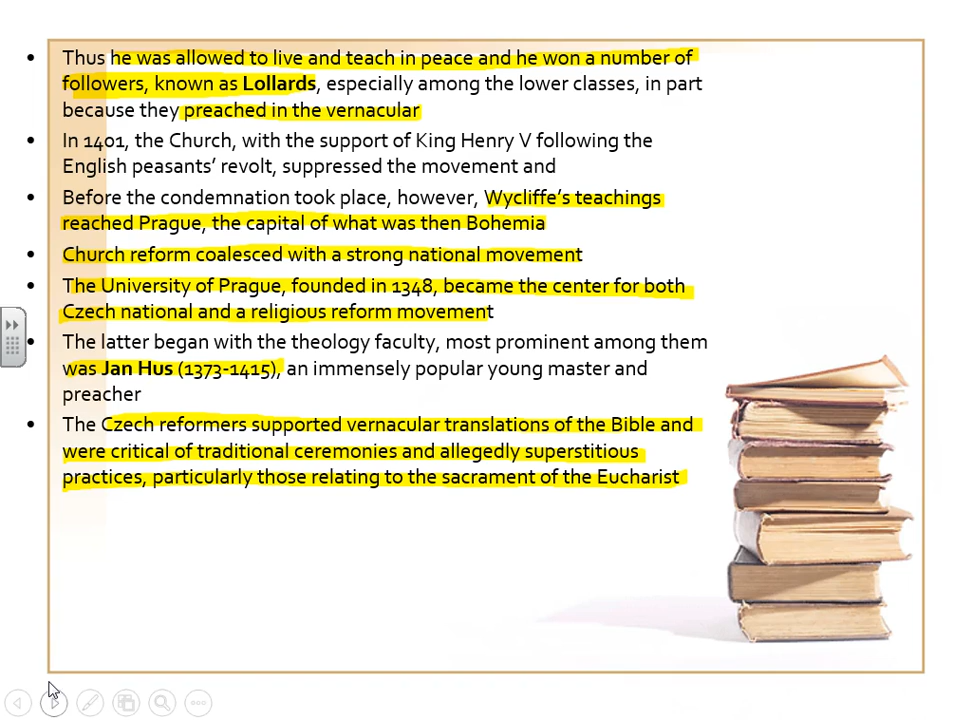 • Thus he was allowed to live and teach in peace and he won a number of
followers, known as Lollards, especially among the lower classes, in part
because they preached in the vernacular
• In 1401, the Church, with the support of King Henry V following the
English peasants’ revolt, suppressed the movement and
• Before the condemnation took place, however, Wycliffe’s teachings
reached Prague, the capital of what was then Bohemia
• Church reform coalesced with a strong national movement
• The University of Prague, founded in 1348, became the center for both
Czech national and a religious reform movement
• The latter began with the theology faculty, most prominent among them
was Jan Hus (1373-1415), an immensely popular young master and
preacher
• The Czech reformers supported vernacular translations of the Bible and
were critical of traditional ceremonies and allegedly superstitious
practices, particularly those relating to the sacrament of the Eucharist